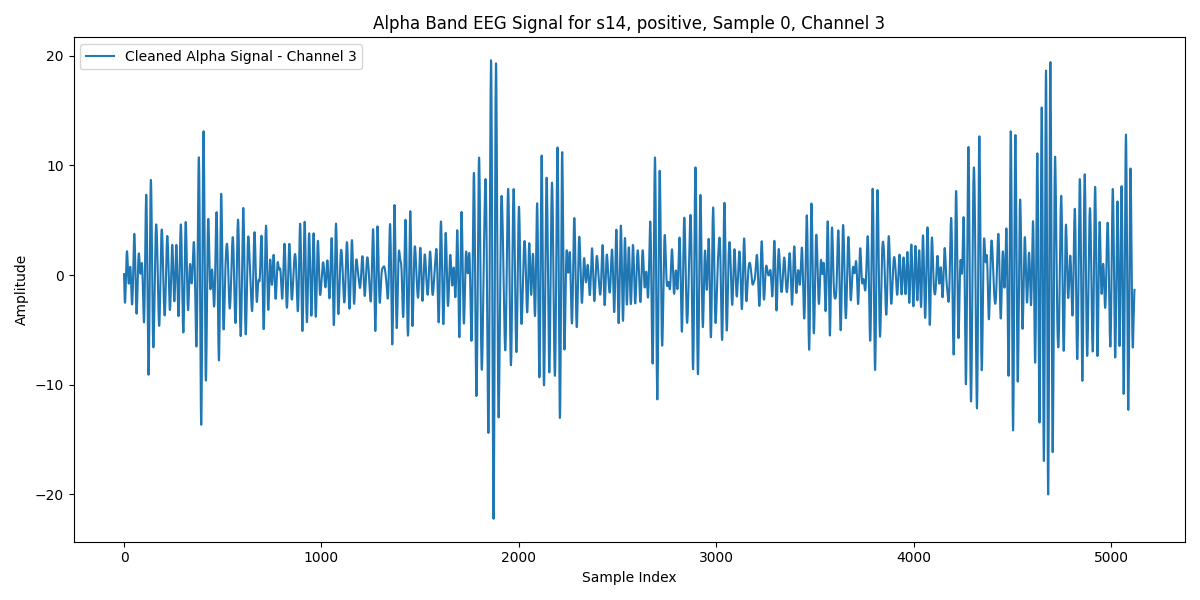 Alpha Band EEG Signal for s14, positive, Sample 0, Channel 3
Cleaned Alpha Signal - Channel 3
20
10
0
−10
−20
Amplitude
0 1000 2000 3000 4000 5000
Sample Index